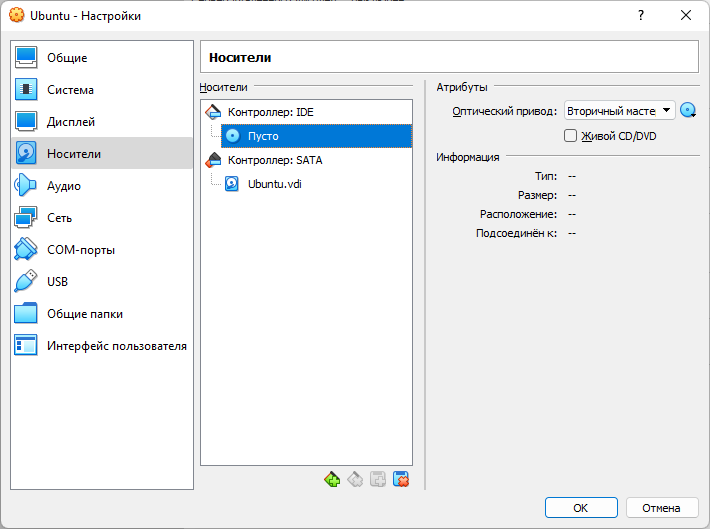 Ubuntu - Настройки
?
Общие
Система
Дисплей
Носители
Аудио
Сеть
COM-порты
USB
Общие папки
Интерфейс пользователя
Носители
Носители
Контроллер: IDE
Пусто
Контроллер: SATA
Ubuntu.vdi
Атрибуты
Оптический привод: Вторичный масте
Живой CD/DVD
Информация
Тип: --
Размер: --
Расположение: --
Подсоединён к: --
OK
Отмена